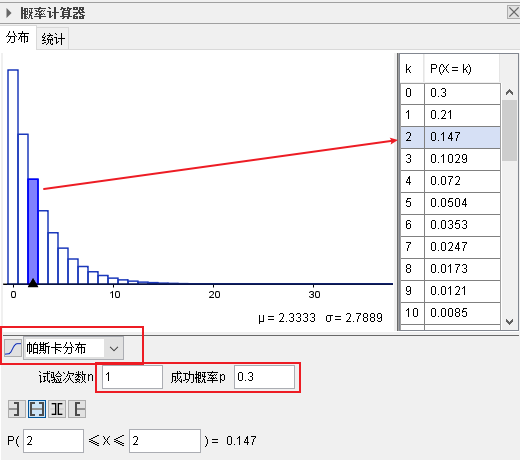 概率计算器
分布 统计
k P(X = k)
0 0.3
1 0.21
2 0.147
3 0.1029
4 0.072
5 0.0504
6 0.0353
7 0.0247
8 0.0173
9 0.0121
10 0.0085
0 10 20 30
μ = 2.3333 σ = 2.7889
帕斯卡分布
试验次数n 1 成功概率p 0.3
P( 2 ≤ X ≤ 2 ) = 0.147